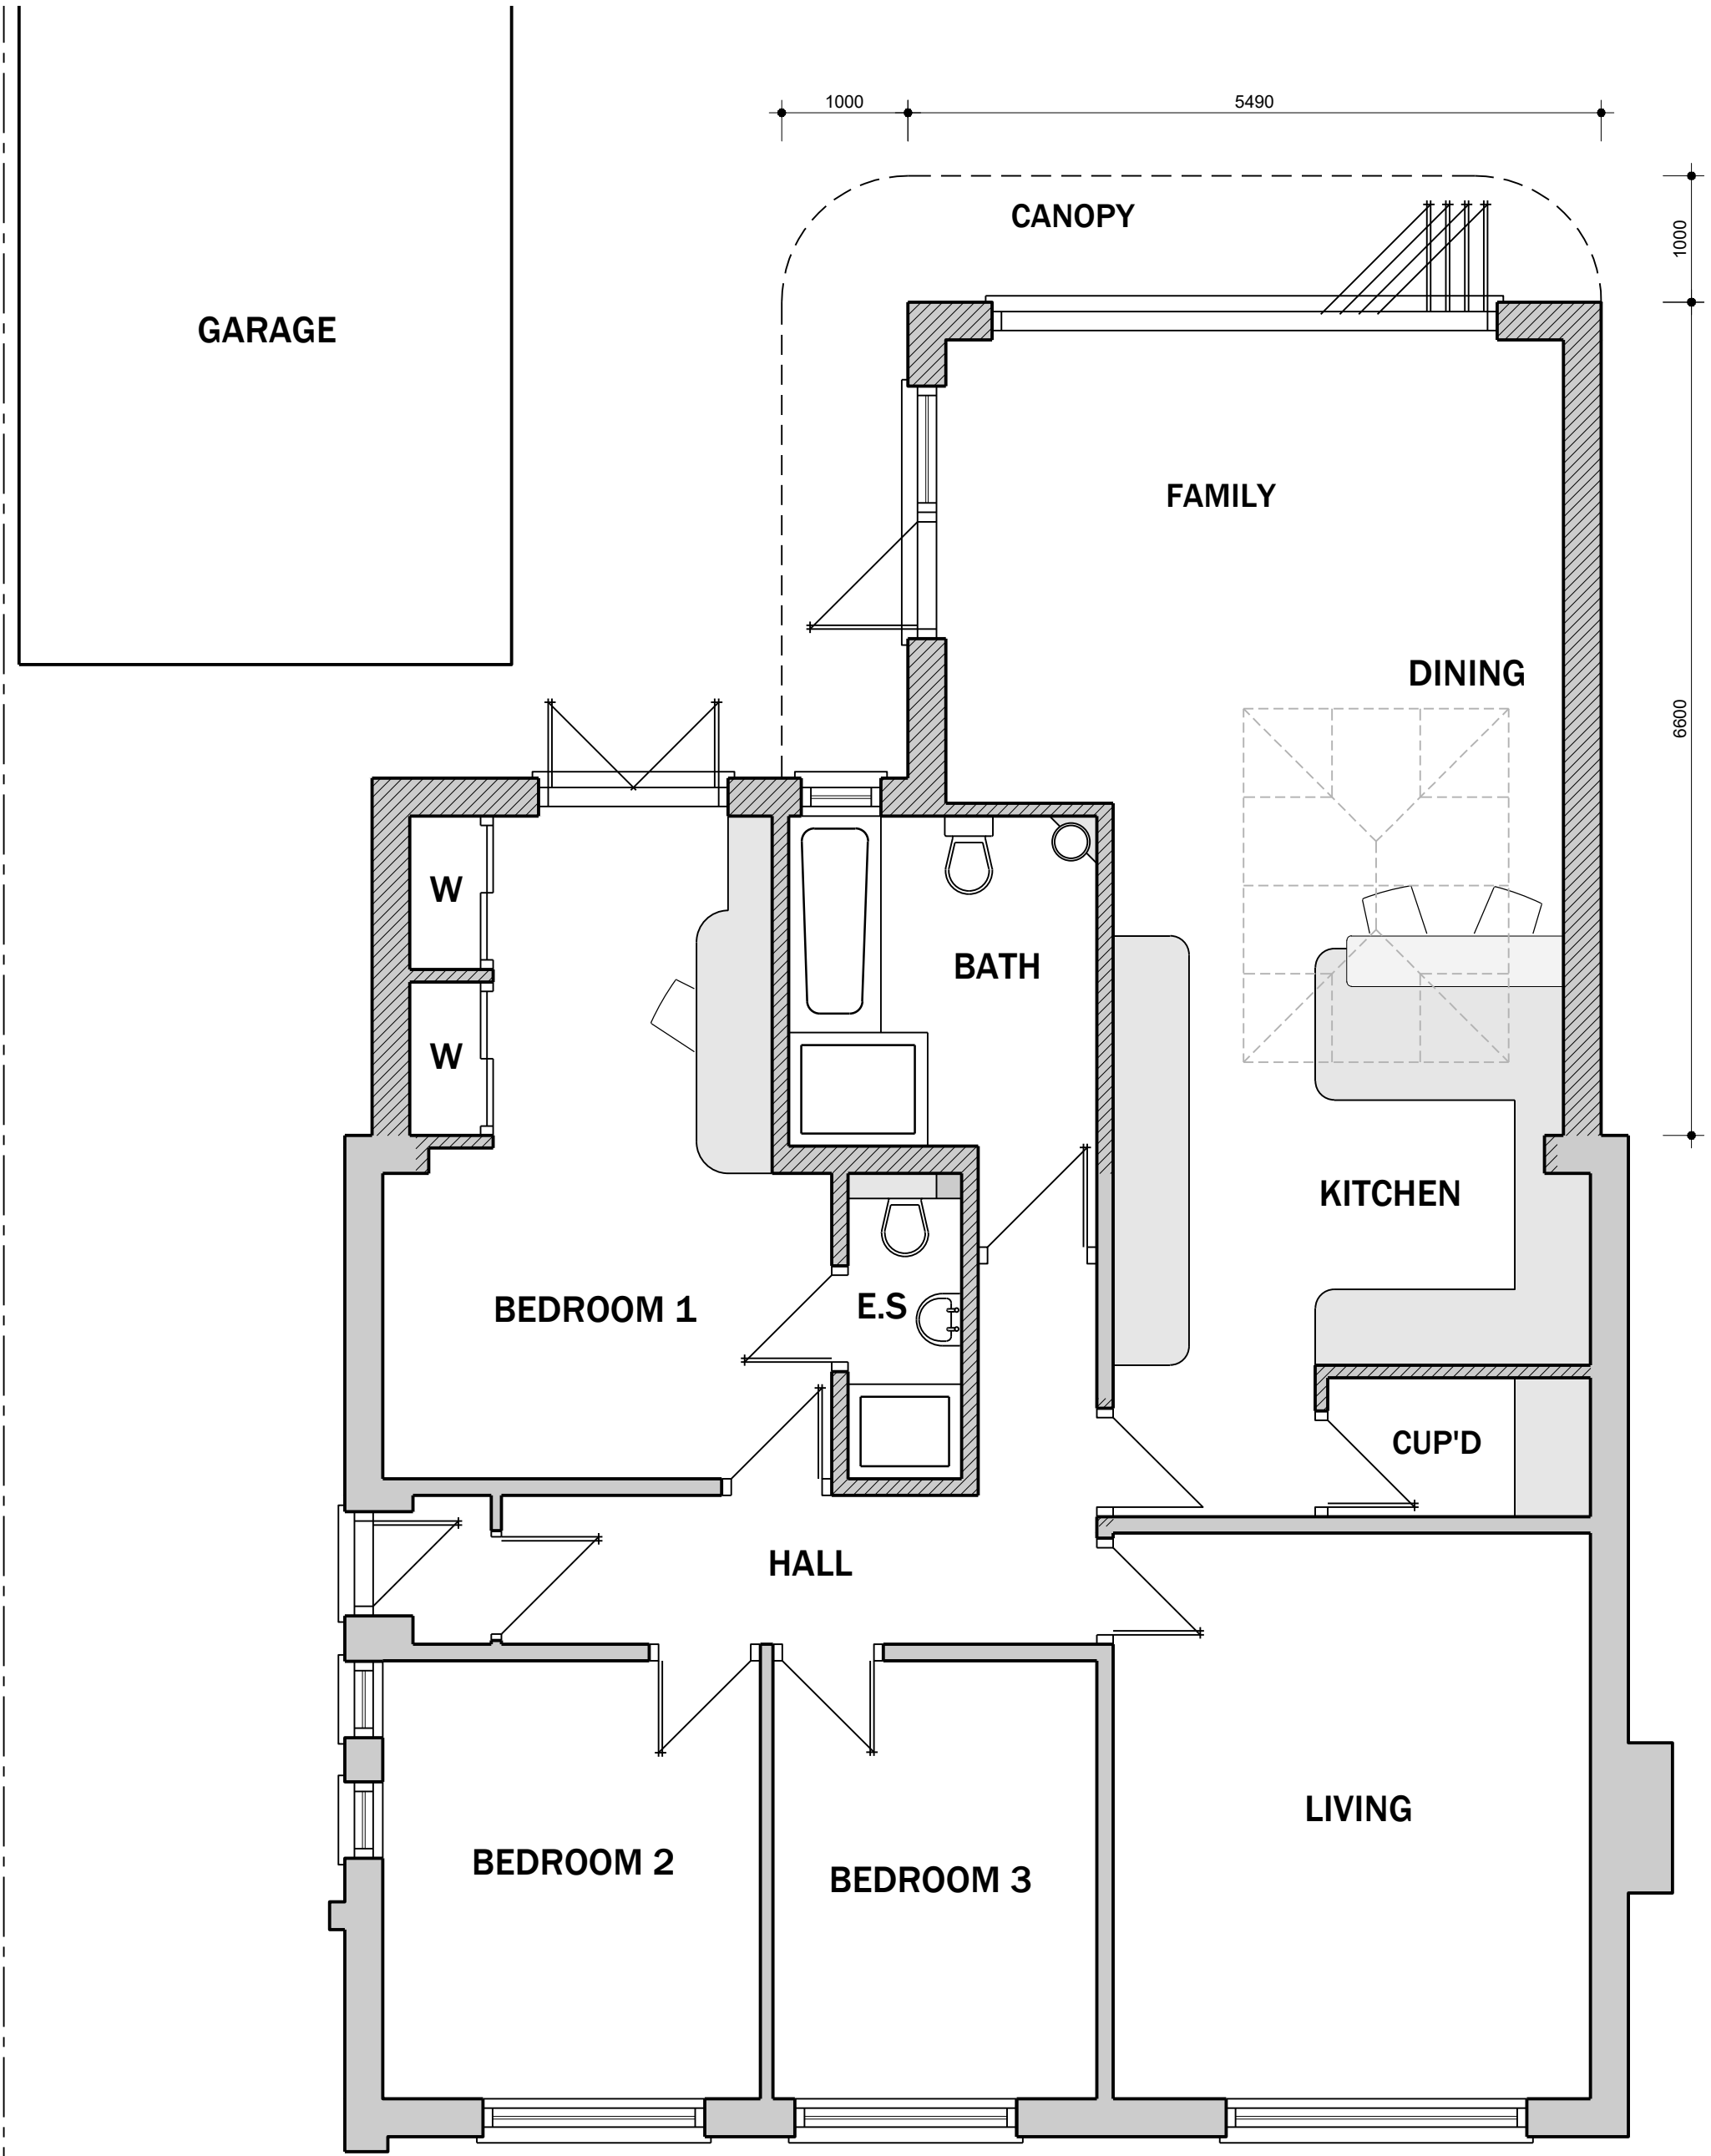 1000
5490
CANOPY
1000
GARAGE
FAMILY
DINING
6600
W
BATH
W
KITCHEN
E.S
BEDROOM 1
CUP'D
HALL
LIVING
BEDROOM 2
BEDROOM 3